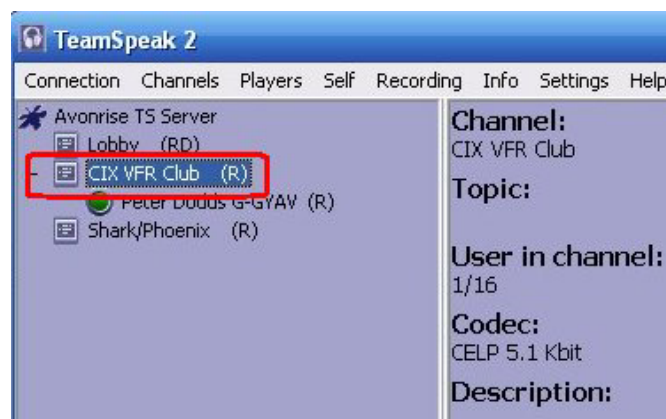 TeamSpeak 2
Connection Channels Players Self Recording Info Settings Help
Avonrise TS Server
Lobby (RD)
CIX VFR Club (R)
Peter Dodds G-GYAV (R)
Shark/Phoenix (R)
Channel:
CIX VFR Club
Topic:
User in channel:
1/16
Codec:
CELP 5.1 Kbit
Description: